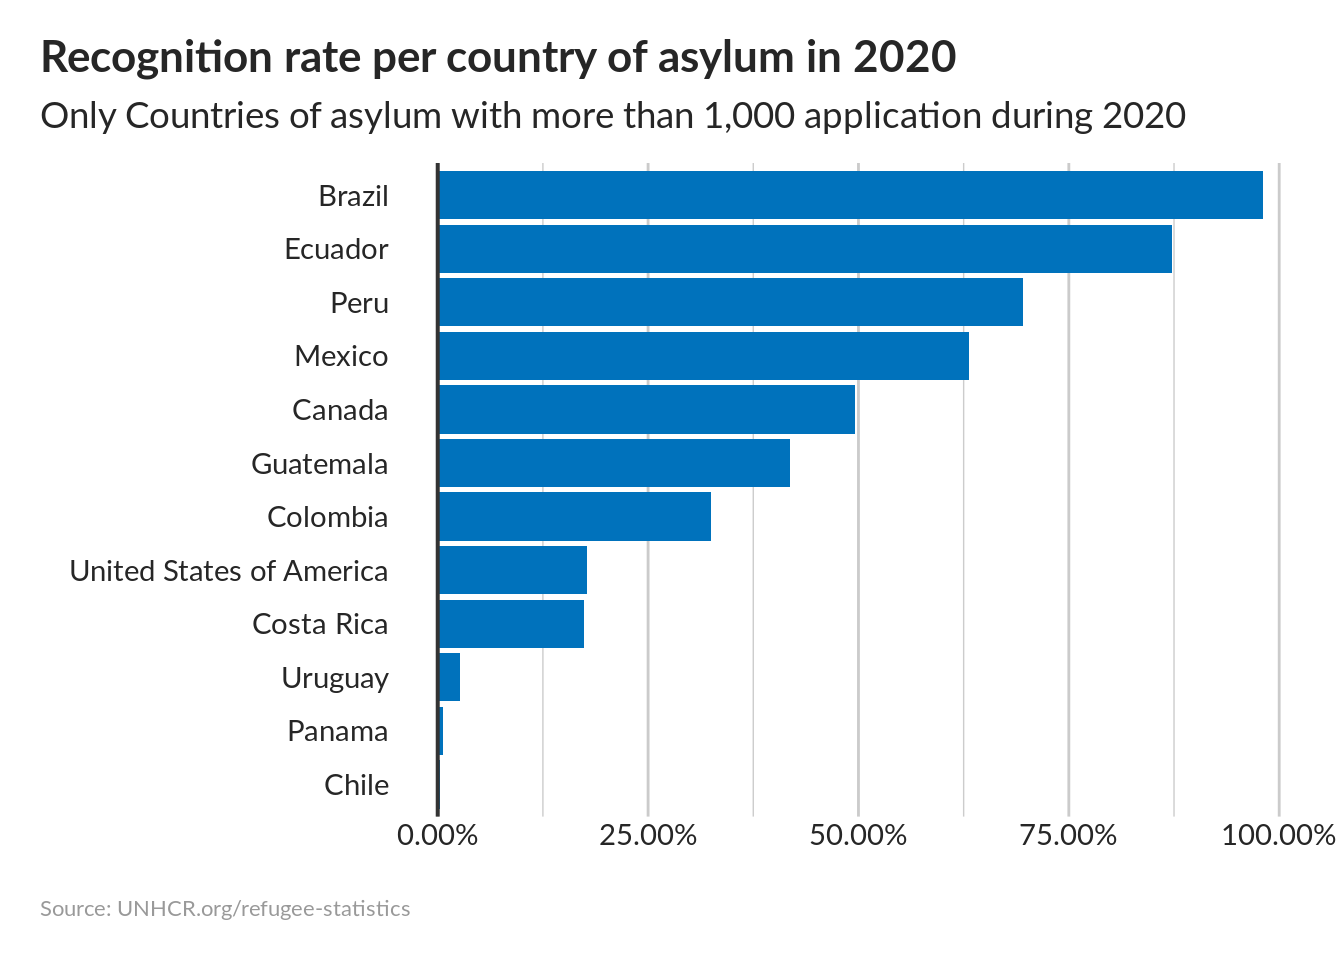 Recognition rate per country of asylum in 2020
Only Countries of asylum with more than 1,000 application during 2020
Brazil
Ecuador
Peru
Mexico
Canada
Guatemala
Colombia
United States of America
Costa Rica
Uruguay
Panama
Chile
0.00% 25.00% 50.00% 75.00% 100.00%
Source: UNHCR.org/refugee-statistics